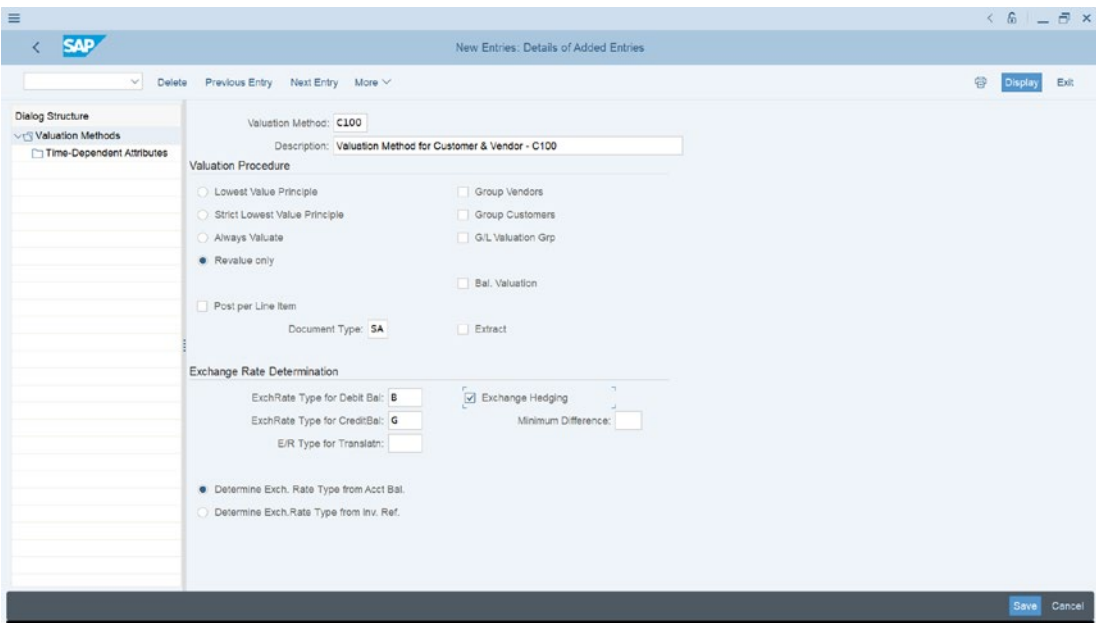 SAP
New Entries: Details of Added Entries
Delete Previous Entry Next Entry More Display Exit
Dialog Structure
Valuation Methods
Time-Dependent Attributes
Valuation Method: C100
Description: Valuation Method for Customer & Vendor - C100
Valuation Procedure
Lowest Value Principle Group Vendors
Strict Lowest Value Principle Group Customers
Always Valuate G/L Valuation Grp
Revalue only
Bal. Valuation
Post per Line Item
Document Type: SA Extract
Exchange Rate Determination
ExchRate Type for Debit Bal: B Exchange Hedging
ExchRate Type for CreditBal: G Minimum Difference:
E/R Type for Translatn:
Determine Exch. Rate Type from Acct Bal.
Determine Exch.Rate Type from Inv. Ref.
Save Cancel